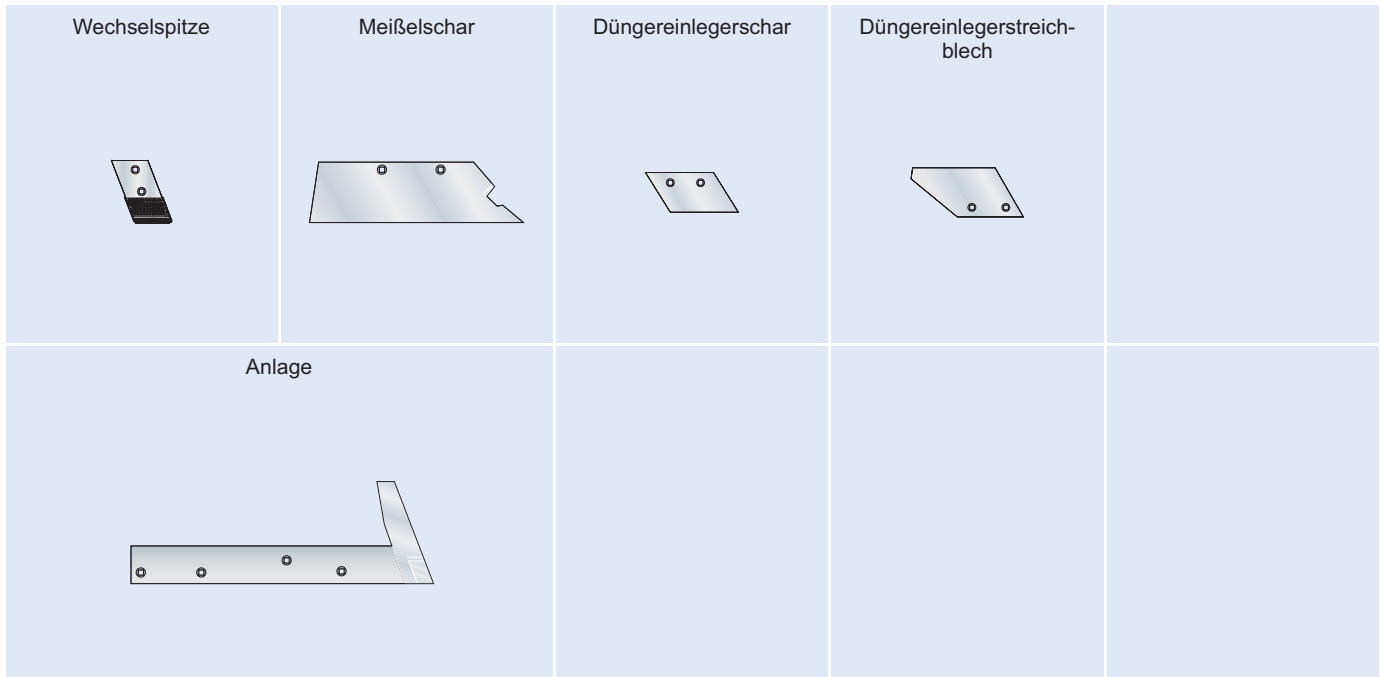 Wechselspitze
Meißelschar
Düngereinlegerschar
Düngereinlegerstreich-
blech
Anlage